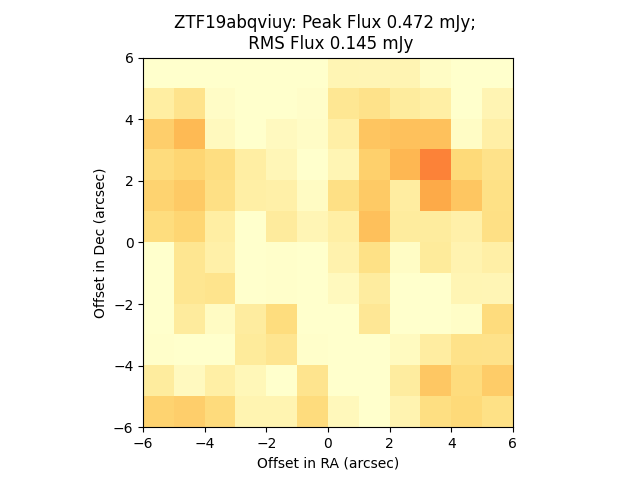 ZTF19abqviuy: Peak Flux 0.472 mJy;
RMS Flux 0.145 mJy
6
4
2
0
−2
−4
−6
Offset in Dec (arcsec)
−6 −4 −2 0 2 4 6
Offset in RA (arcsec)